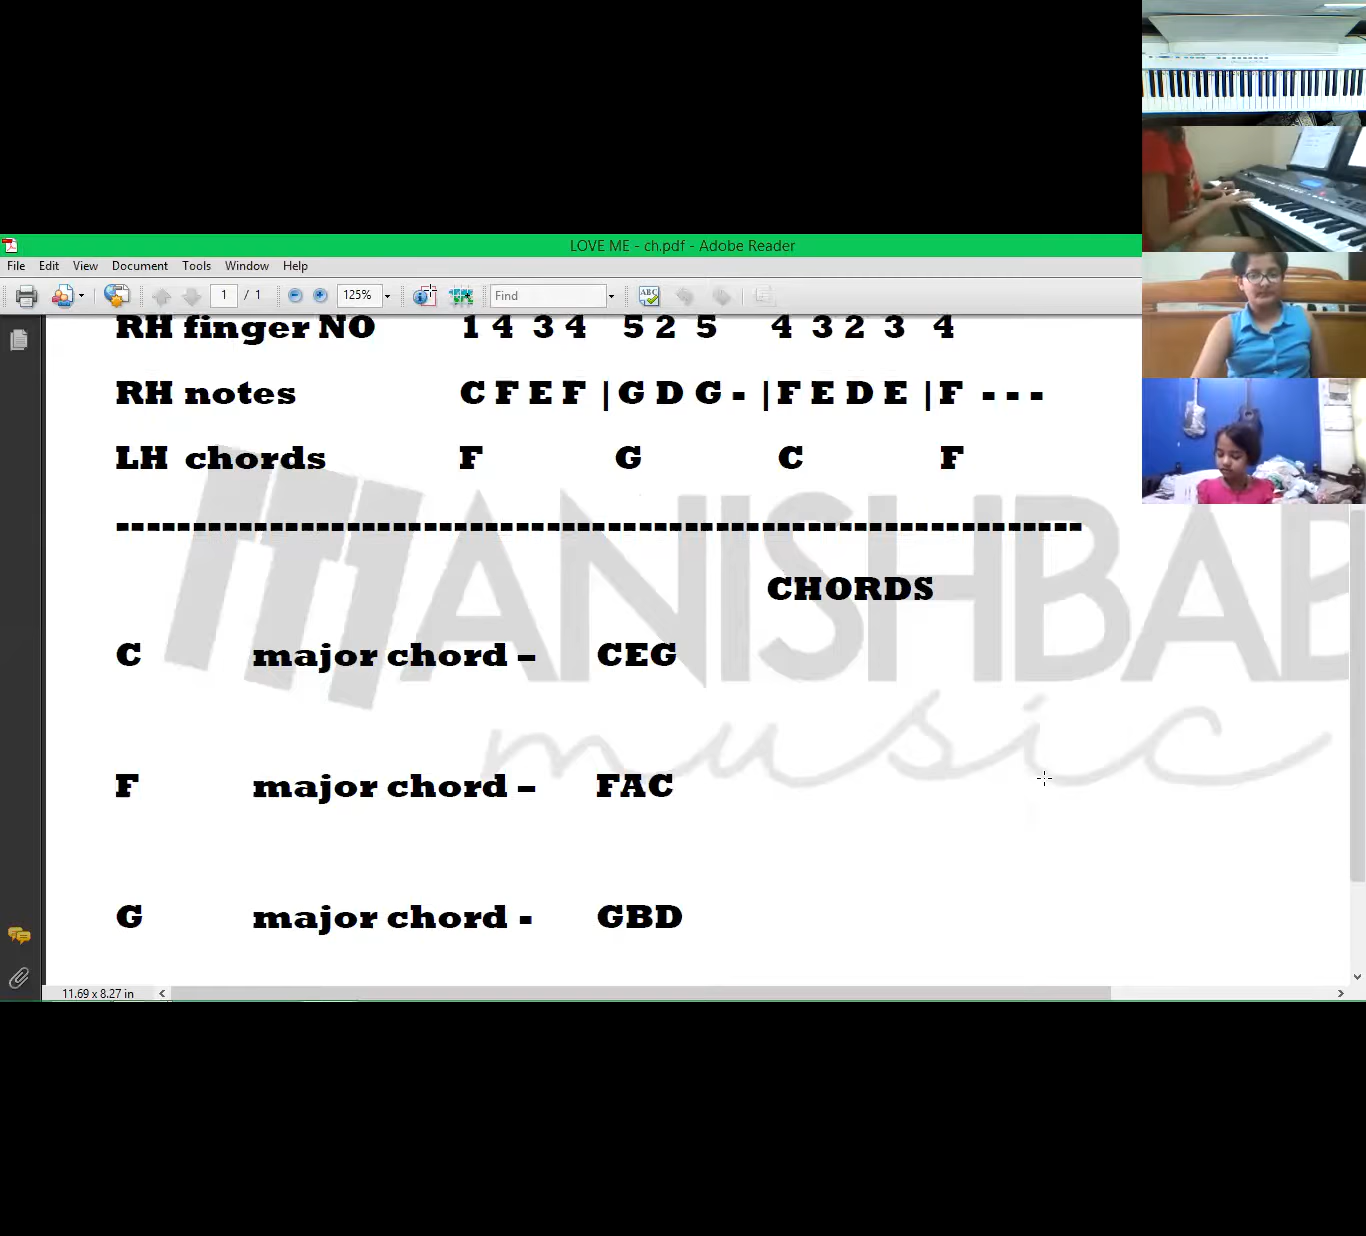 LOVE ME - ch.pdf - Adobe Reader
File Edit View Document Tools Window Help
1 / 1 125% Find
RH finger NO 1 4 3 4 5 2 5 4 3 2 3 4
RH notes C F E F | G D G - | F E D E | F - - -
LH chords F G C F
---------------------------------------------------------------
CHORDS
C major chord – CEG
F major chord – FAC
G major chord - GBD
MANISHBAB
music
11.69 x 8.27 in